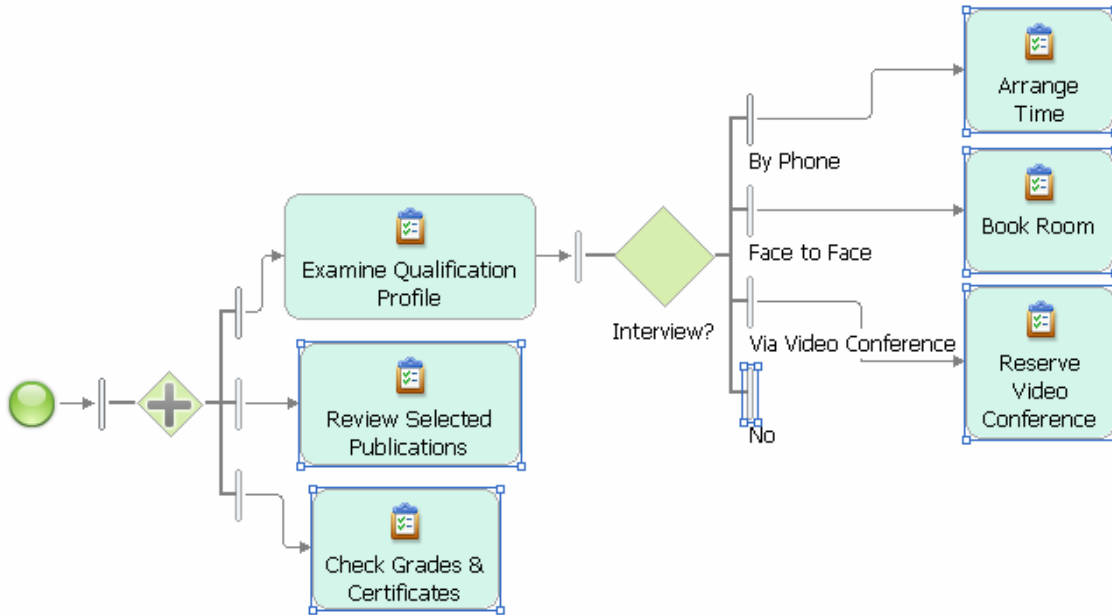 Arrange
Time
By Phone
Book Room
Face to Face
Examine Qualification
Profile
Interview?
Via Video Conference
Reserve
Video
Conference
No
Review Selected
Publications
Check Grades &
Certificates